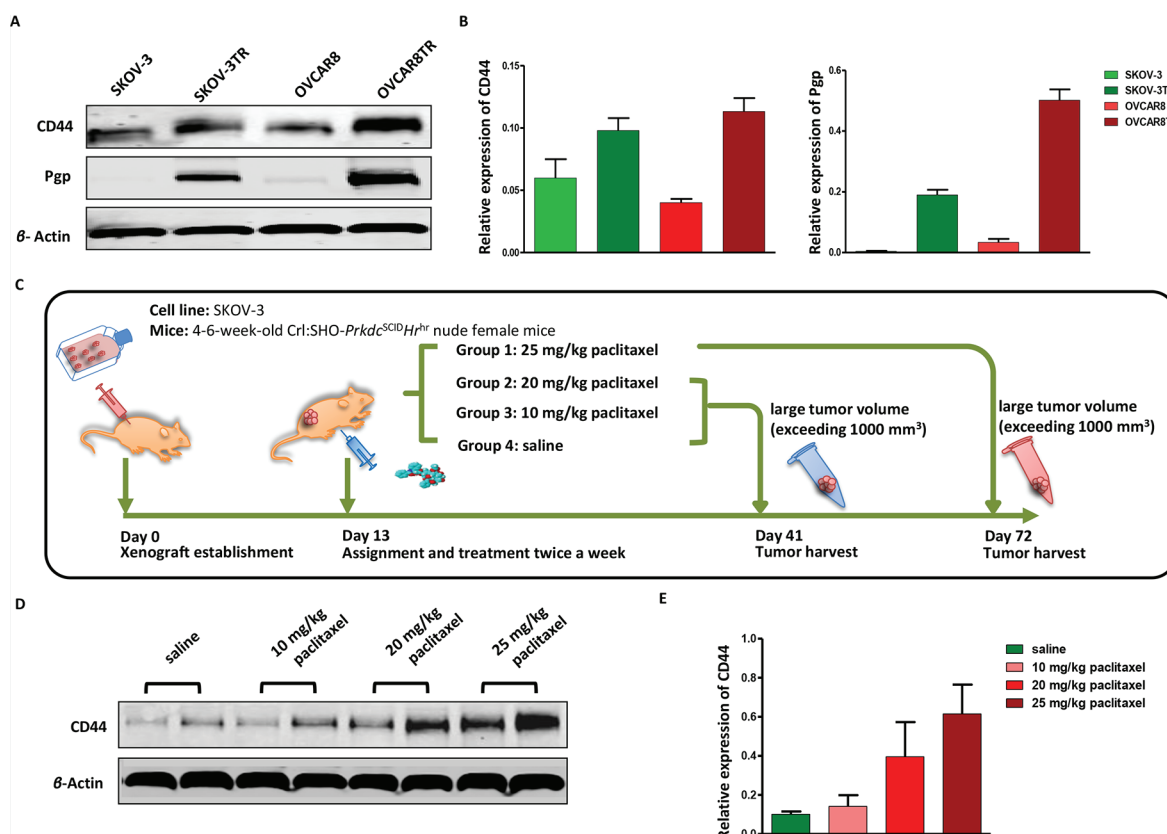 A
SKOV-3
SKOV-3TR
OVCAR8
OVCAR8TR
CD44
Pgp
β- Actin
B
Relative expression of CD44
0.15
0.10
0.05
0.00
Relative expression of Pgp
0.6
0.4
0.2
0.0
SKOV-3
SKOV-3T
OVCAR8
OVCAR8T
C
Cell line: SKOV-3
Mice: 4-6-week-old Crl:SHO-PrkdcSCIDHrhr nude female mice
Group 1: 25 mg/kg paclitaxel
Group 2: 20 mg/kg paclitaxel
Group 3: 10 mg/kg paclitaxel
Group 4: saline
large tumor volume
(exceeding 1000 mm³)
large tumor volume
(exceeding 1000 mm³)
Day 0
Xenograft establishment
Day 13
Assignment and treatment twice a week
Day 41
Tumor harvest
Day 72
Tumor harvest
D
saline
10 mg/kg
paclitaxel
20 mg/kg
paclitaxel
25 mg/kg
paclitaxel
CD44
β-Actin
E
Relative expression of CD44
1.0
0.8
0.6
0.4
0.2
0.0
saline
10 mg/kg paclitaxel
20 mg/kg paclitaxel
25 mg/kg paclitaxel